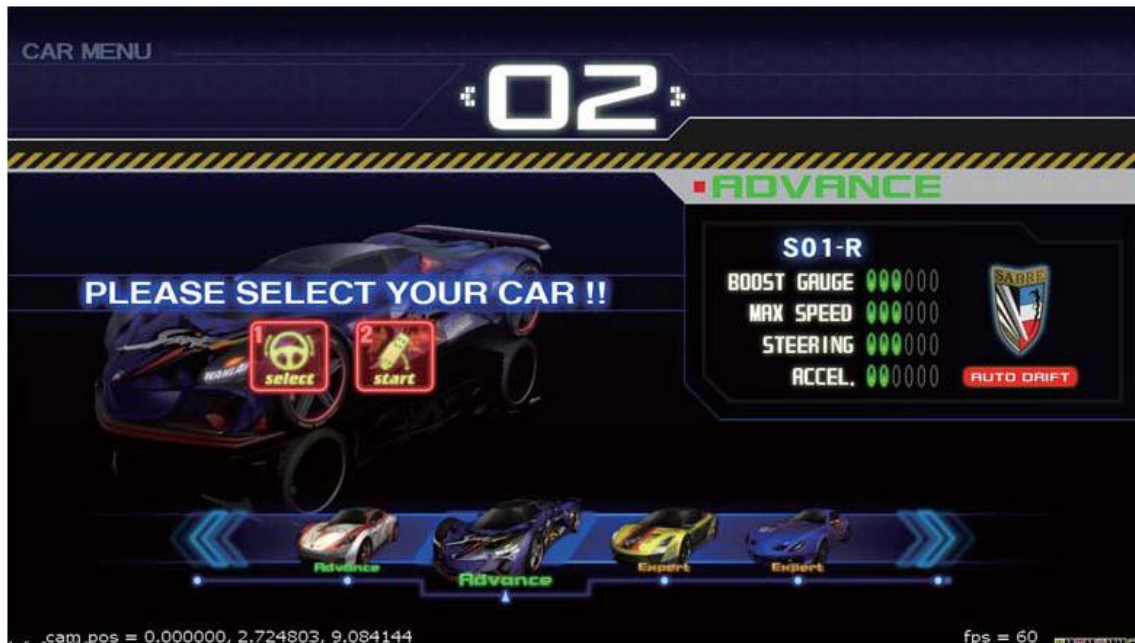 CAR MENU
02
ADVANCE
S01-R
BOOST GAUGE
MAX SPEED
STEERING
ACCEL.
SABRE
AUTO DRIFT
PLEASE SELECT YOUR CAR !!
1
select
2
start
Advance
Advance
Expert
Expert
cam pos = 0.000000, 2.724803, 9.084144
fps = 60